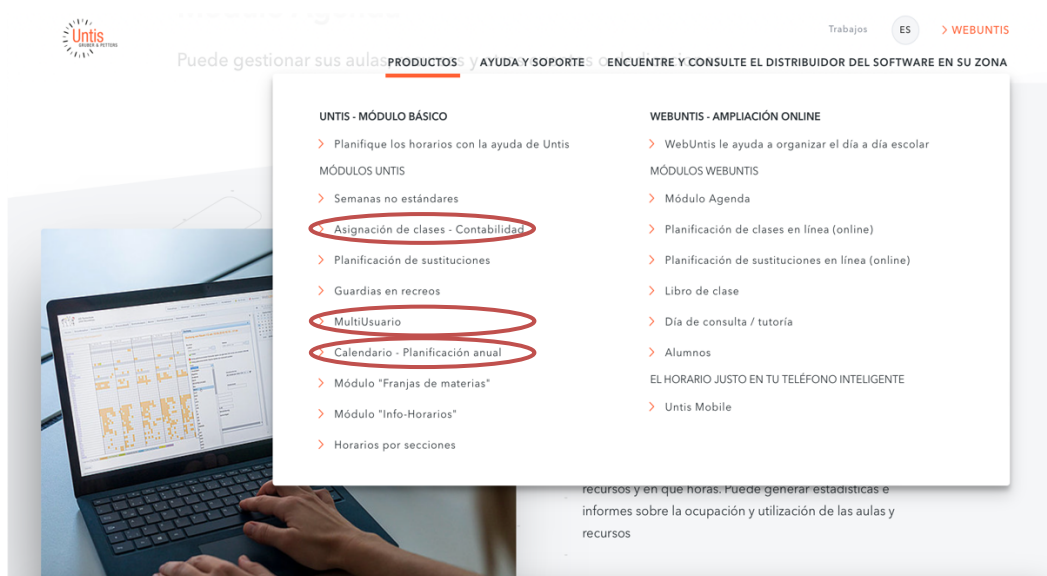 Untis
GRUBER & PETTERS
Trabajos
ES
> WEBUNTIS
Puede gestionar sus aulas
PRODUCTOS
AYUDA Y SOPORTE
ENCUENTRE Y CONSULTE EL DISTRIBUIDOR DEL SOFTWARE EN SU ZONA
UNTIS - MÓDULO BÁSICO
> Planifique los horarios con la ayuda de Untis
MÓDULOS UNTIS
> Semanas no estándares
> Asignación de clases - Contabilidad
> Planificación de sustituciones
> Guardias en recreos
> MultiUsuario
> Calendario - Planificación anual
> Módulo "Franjas de materias"
> Módulo "Info-Horarios"
> Horarios por secciones
WEBUNTIS - AMPLIACIÓN ONLINE
> WebUntis le ayuda a organizar el día a día escolar
MÓDULOS WEBUNTIS
> Módulo Agenda
> Planificación de clases en línea (online)
> Planificación de sustituciones en línea (online)
> Libro de clase
> Día de consulta / tutoría
> Alumnos
EL HORARIO JUSTO EN TU TELÉFONO INTELIGENTE
> Untis Mobile
recursos y en qué horas. Puede generar estadísticas e
informes sobre la ocupación y utilización de las aulas y
recursos